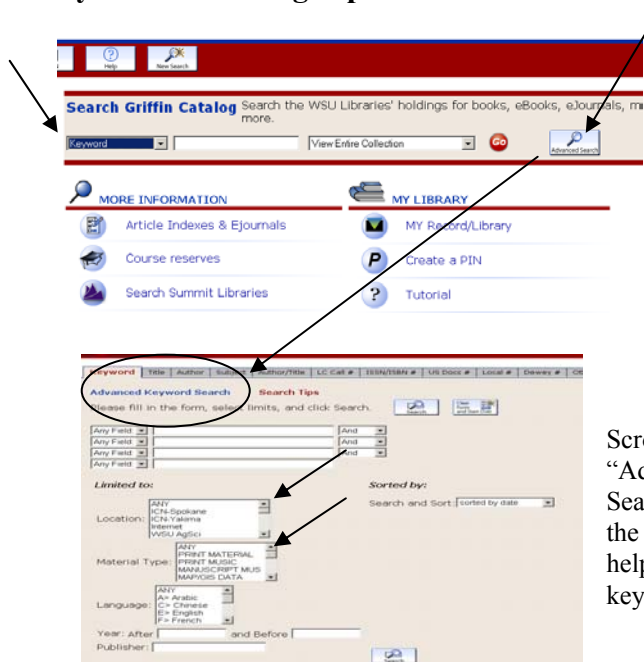 Help New Search
Search Griffin Catalog Search the WSU Libraries' holdings for books, eBooks, eJournals,
more.
Keyword View Entire Collection Go Advanced Search
MORE INFORMATION MY LIBRARY
Article Indexes & Ejournals MY Record/Library
Course reserves P Create a PIN
Search Summit Libraries ? Tutorial
Keyword Title Author Subject Author/Title LC Call # ISSN/ISBN # US Docs # Local # Dewey #
Advanced Keyword Search Search Tips
Please fill in the form, select limits, and click Search. Search
Any Field And
Any Field And
Any Field And
Any Field
Limited to: Sorted by:
Location: ANY Search and Sort: sorted by date
ICN-Spokane
ICN-Yakima
Internet
WSU AgSci
Material Type: ANY
PRINT MATERIAL
PRINT MUSIC
MANUSCRIPT MUS
MAP/GIS DATA
Language: ANY
A= Arabic
C= Chinese
E= English
F= French
Year: After and Before
Publisher:
Search
the
help
key